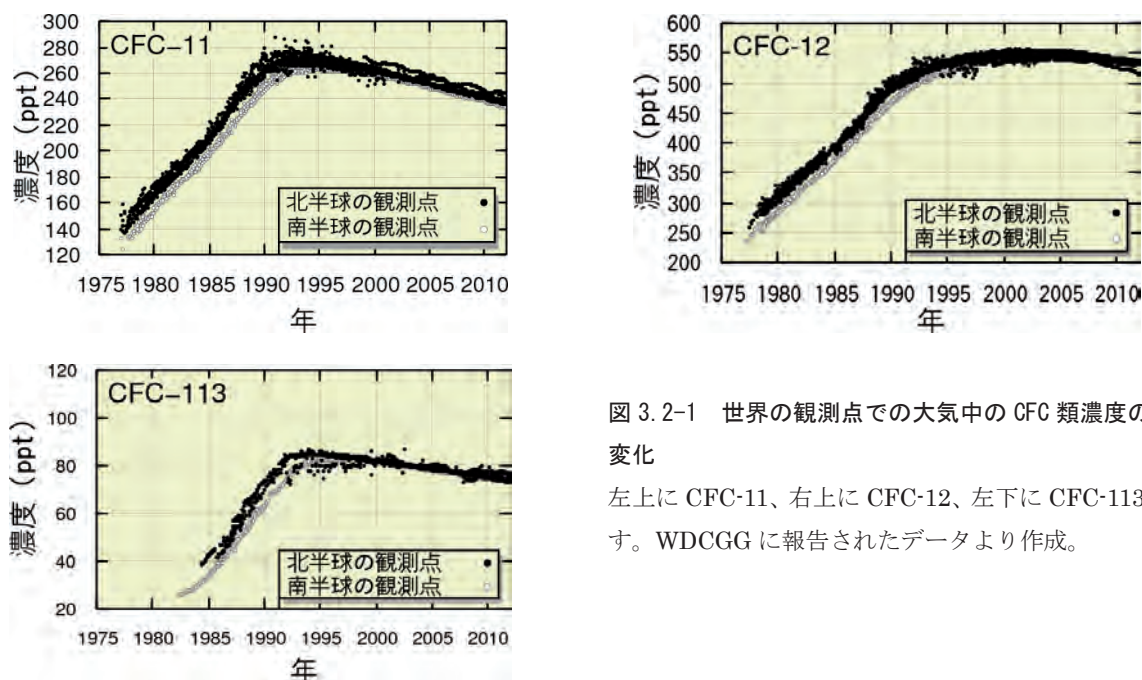 CFC-11
300
280
260
240
220
200
180
160
140
120
濃度 (ppt)
北半球の観測点
南半球の観測点
1975 1980 1985 1990 1995 2000 2005 2010
年
CFC-12
600
550
500
450
400
350
300
250
200
濃度 (ppt)
北半球の観測点
南半球の観測点
1975 1980 1985 1990 1995 2000 2005 2010
年
CFC-113
120
100
80
60
40
20
濃度 (ppt)
北半球の観測点
南半球の観測点
1975 1980 1985 1990 1995 2000 2005 2010
年
図 3.2-1 世界の観測点での大気中の CFC 類濃度の
変化
左上に CFC-11、右上に CFC-12、左下に CFC-113
す。WDCGG に報告されたデータより作成。